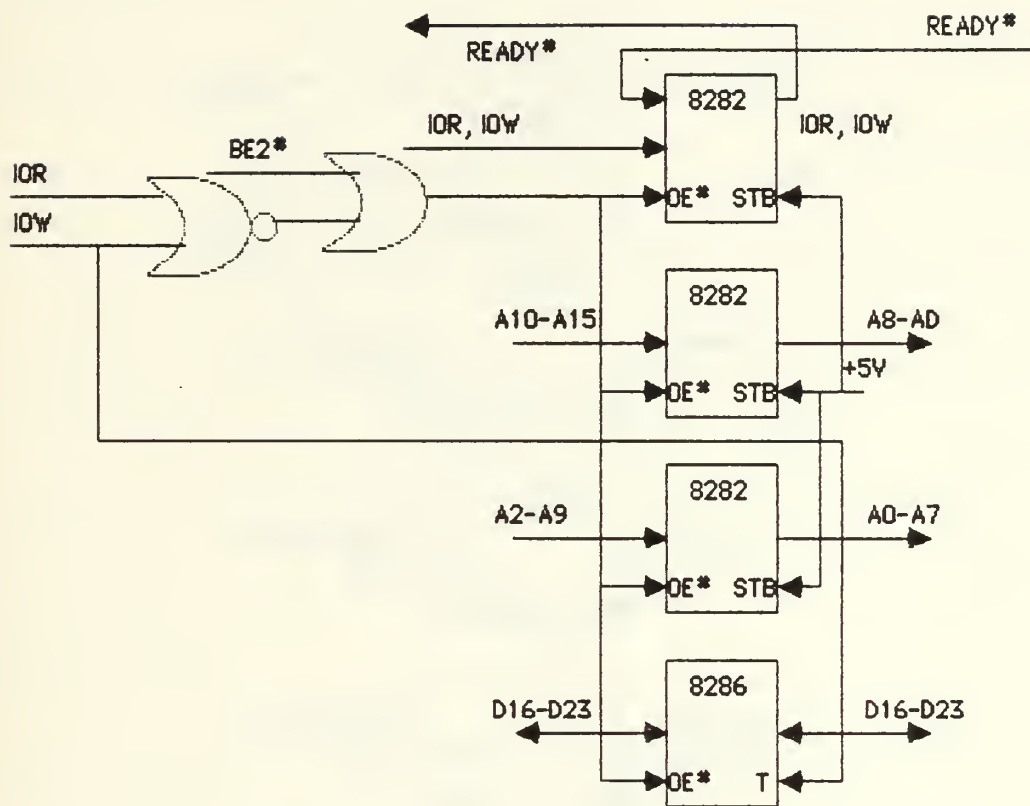 READY*
READY*
8282
IOR, IOW
IOR, IOW
BE2*
IOR
IOW
OE* STB
8282
A10-A15
A8-AD
+5V
OE* STB
8282
A2-A9
A0-A7
OE* STB
8286
D16-D23
D16-D23
OE* T